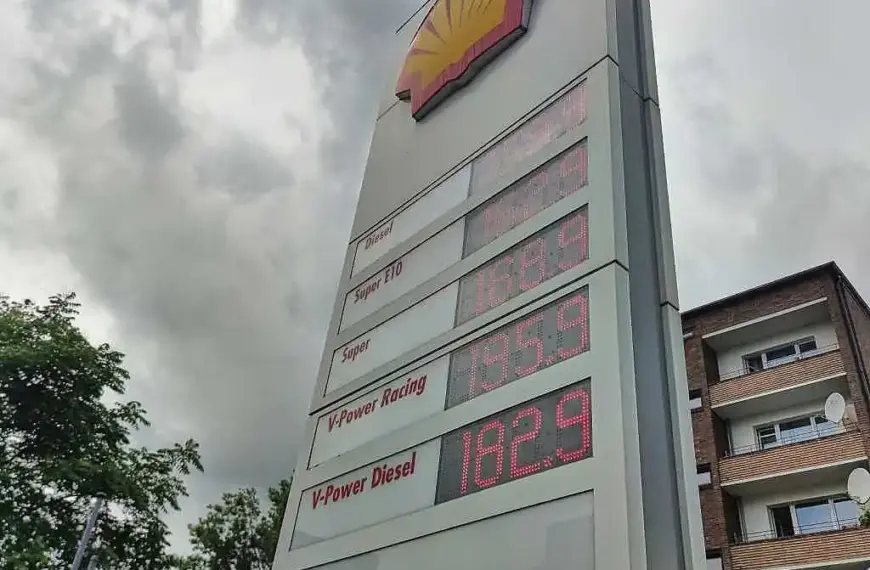 Diesel
Super E10
Super 168.9
V-Power Racing 195.9
V-Power Diesel 182.9